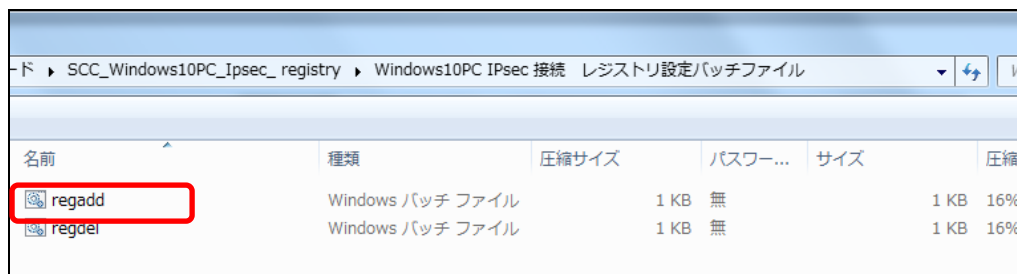 ード ▸ SCC_Windows10PC_Ipsec_ registry ▸ Windows10PC IPsec 接続　レジストリ設定バッチファイル
名前 種類 圧縮サイズ パスワー... サイズ 圧縮
regadd Windows バッチ ファイル 1 KB 無 1 KB 16%
regdel Windows バッチ ファイル 1 KB 無 1 KB 16%